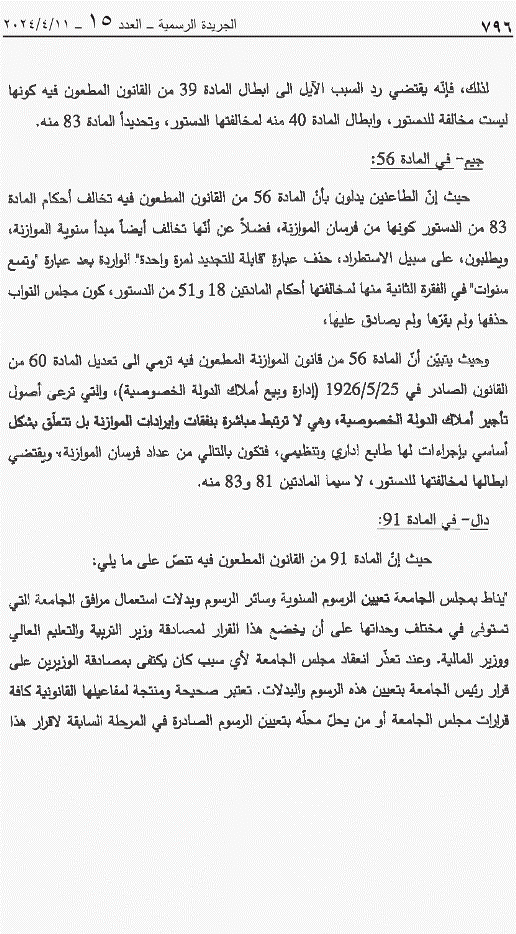 ٧٩٦
الجريدة الرسمية ــ العدد ١٥ ــ ٢٠٢٤/٤/١١
لذلك، فإنّه يقتضي رد السبب الآيل الى ابطال المادة 39 من القانون المطعون فيه كونها
ليست مخالفة للدستور، وابطال المادة 40 منه لمخالفتها الدستور، وتحديداً المادة 83 منه.
جيم- في المادة 56:
حيث إنّ الطاعنين يدلون بأنّ المادة 56 من القانون المطعون فيه تخالف أحكام المادة
83 من الدستور كونها من فرسان الموازنة، فضلاً عن أنّها تخالف أيضاً مبدأ سنوية الموازنة،
ويطلبون، على سبيل الاستطراد، حذف عبارة "قابلة للتجديد لمرة واحدة" الواردة بعد عبارة "وتسع
سنوات" في الفقرة الثانية منها لمخالفتها أحكام المادتين 18 و51 من الدستور، كون مجلس النواب
حذفها ولم يقرّها ولم يصادق عليها،
وحيث يتبيّن أنّ المادة 56 من قانون الموازنة المطعون فيه ترمي الى تعديل المادة 60 من
القانون الصادر في 1926/5/25 (إدارة وبيع أملاك الدولة الخصوصية)، والتي ترعى أصول
تأجير أملاك الدولة الخصوصية، وهي لا ترتبط مباشرة بنفقات وإيرادات الموازنة بل تتعلّق بشكل
أساسي بإجراءات لها طابع اداري وتنظيمي، فتكون بالتالي من عداد فرسان الموازنة، ويقتضي
ابطالها لمخالفتها للدستور، لا سيما المادتين 81 و83 منه.
دال- في المادة 91:
حيث إنّ المادة 91 من القانون المطعون فيه تنصّ على ما يلي:
"يناط بمجلس الجامعة تعيين الرسوم السنوية وسائر الرسوم وبدلات استعمال مرافق الجامعة التي
تستوفى في مختلف وحداتها على أن يخضع هذا القرار لمصادقة وزير التربية والتعليم العالي
ووزير المالية. وعند تعذّر انعقاد مجلس الجامعة لأي سبب كان يكتفى بمصادقة الوزيرين على
قرار رئيس الجامعة بتعيين هذه الرسوم والبدلات. تعتبر صحيحة ومنتجة لمفاعيلها القانونية كافة
قرارات مجلس الجامعة أو من يحلّ محلّه بتعيين الرسوم الصادرة في المرحلة السابقة لاقرار هذا